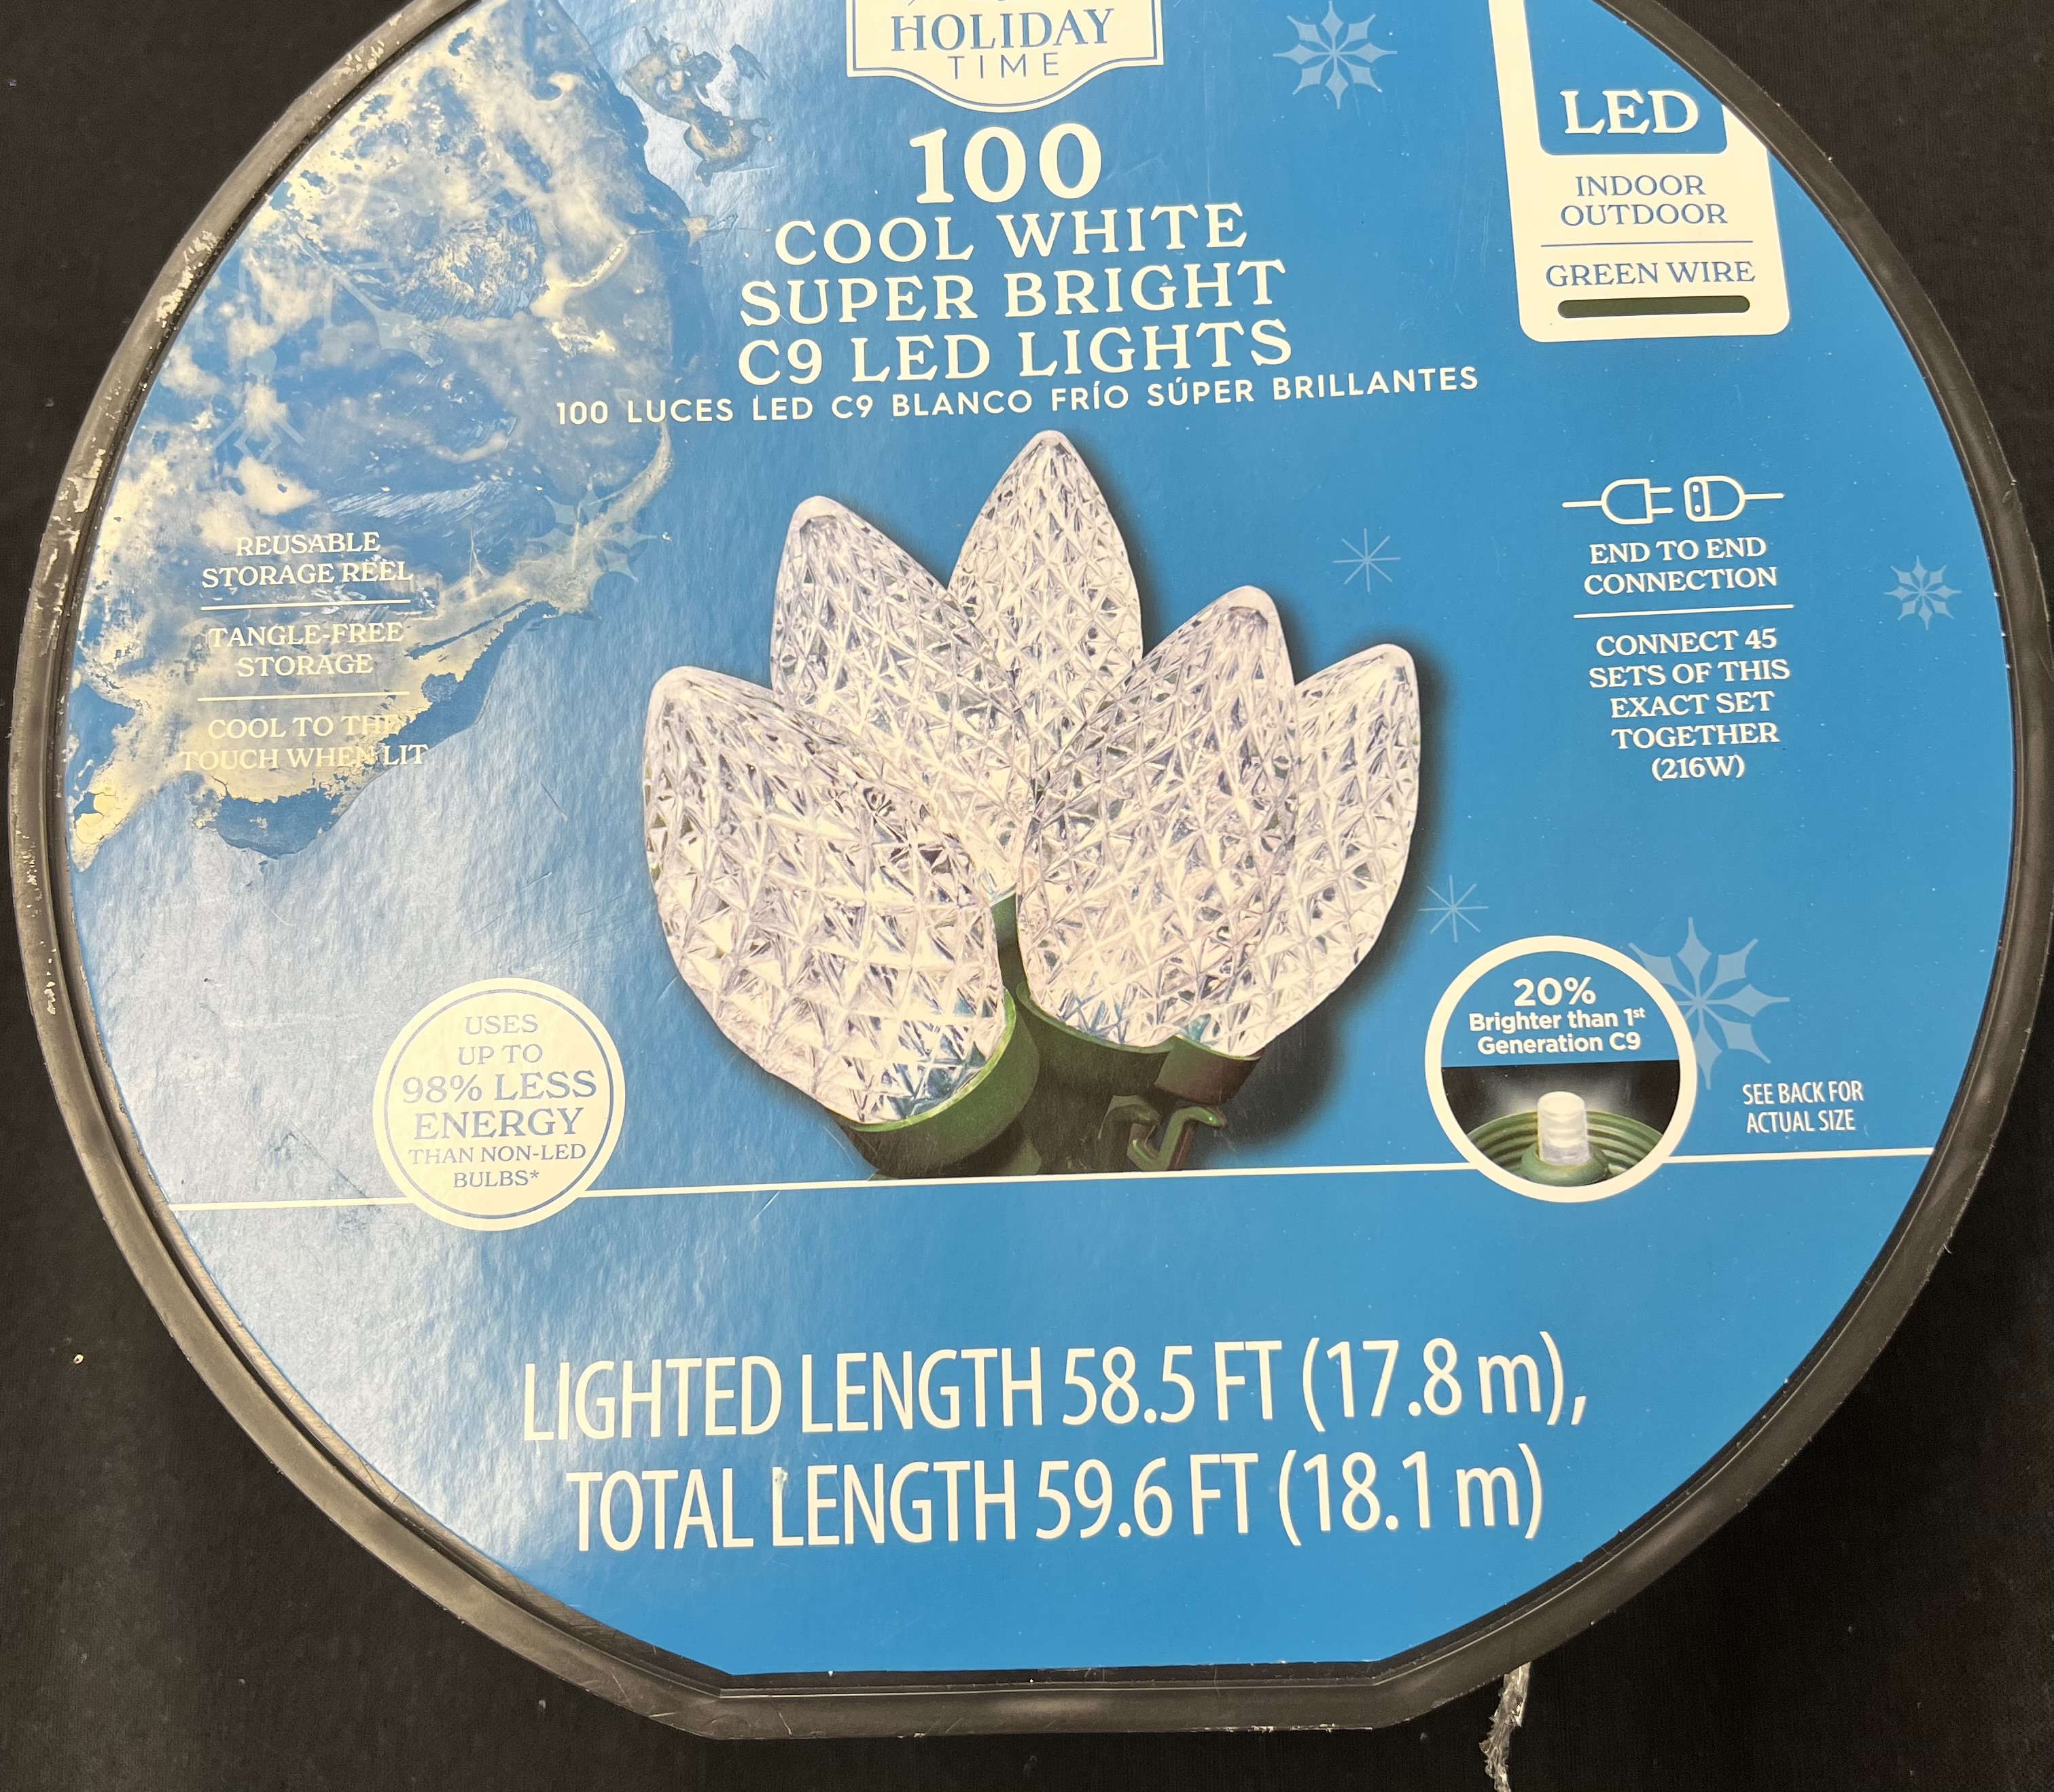 HOLIDAY
TIME
100
COOL WHITE
SUPER BRIGHT
C9 LED LIGHTS
100 LUCES LED C9 BLANCO FRÍO SÚPER BRILLANTES
LED
INDOOR
OUTDOOR
GREEN WIRE
REUSABLE
STORAGE REEL
TANGLE-FREE
STORAGE
COOL TO THE
TOUCH WHEN LIT
END TO END
CONNECTION
CONNECT 45
SETS OF THIS
EXACT SET
TOGETHER
(216W)
USES
UP TO
98% LESS
ENERGY
THAN NON-LED
BULBS*
20%
Brighter than 1st
Generation C9
SEE BACK FOR
ACTUAL SIZE
LIGHTED LENGTH 58.5 FT (17.8 m),
TOTAL LENGTH 59.6 FT (18.1 m)